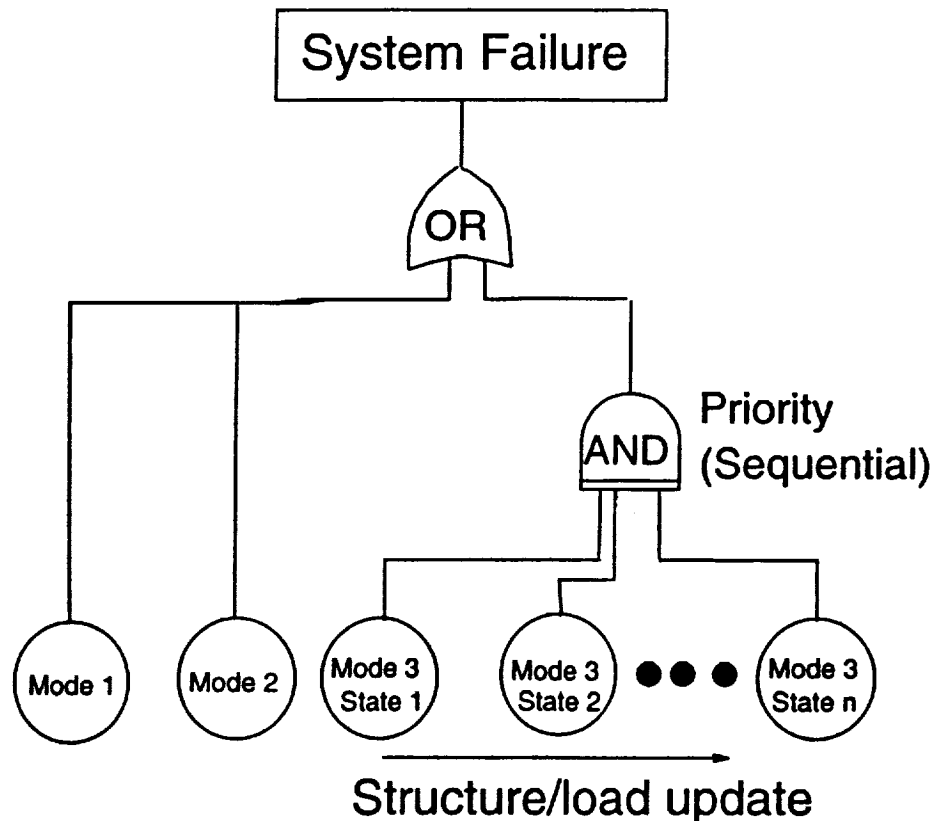 System Failure
OR
Priority
(Sequential)
AND
Mode 1
Mode 2
Mode 3
State 1
Mode 3
State 2
Mode 3
State n
Structure/load update